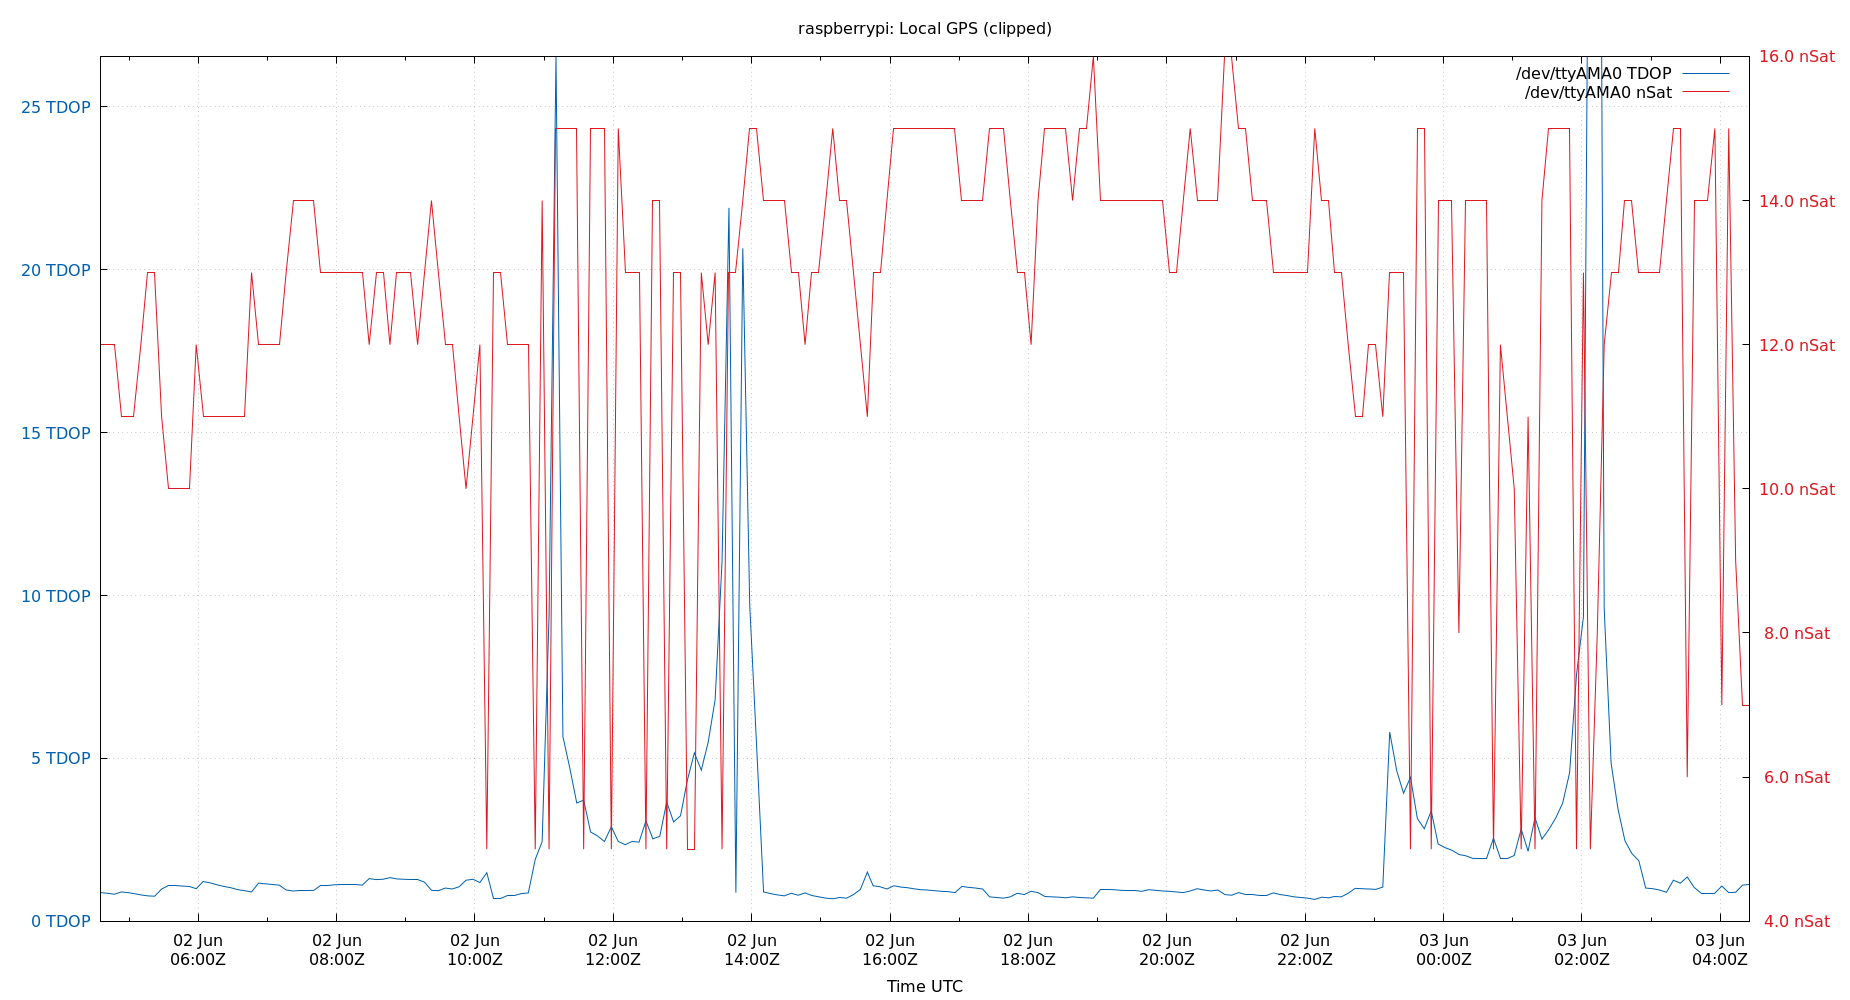 raspberrypi: Local GPS (clipped)
/dev/ttyAMA0 TDOP
/dev/ttyAMA0 nSat
25 TDOP
20 TDOP
15 TDOP
10 TDOP
5 TDOP
0 TDOP
16.0 nSat
14.0 nSat
12.0 nSat
10.0 nSat
8.0 nSat
6.0 nSat
4.0 nSat
02 Jun
06:00Z
02 Jun
08:00Z
02 Jun
10:00Z
02 Jun
12:00Z
02 Jun
14:00Z
02 Jun
16:00Z
02 Jun
18:00Z
02 Jun
20:00Z
02 Jun
22:00Z
03 Jun
00:00Z
03 Jun
02:00Z
03 Jun
04:00Z
Time UTC